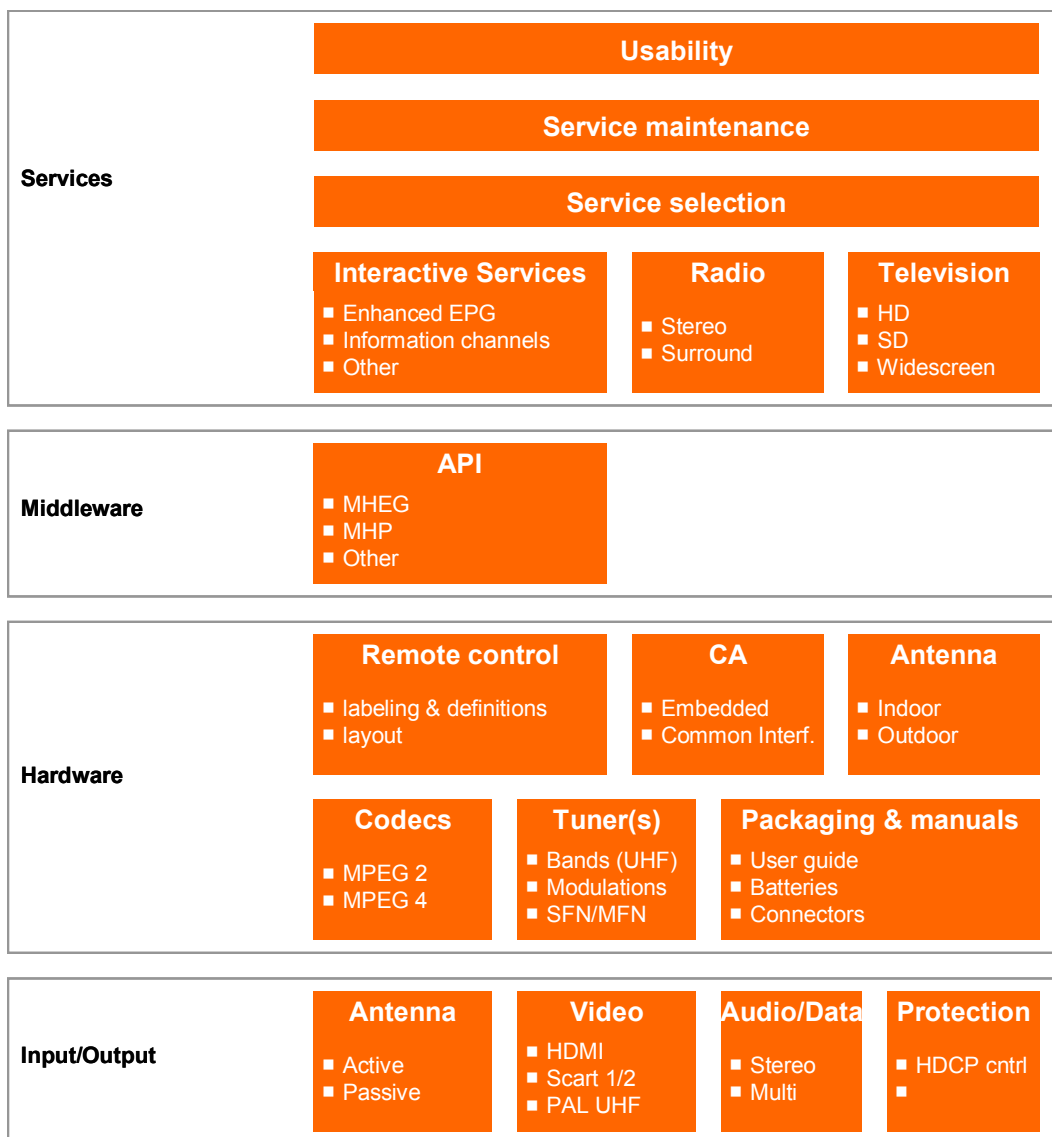 Usability
Service maintenance
Services
Service selection
Interactive Services
Enhanced EPG
Information channels
Other
Radio
Stereo
Surround
Television
HD
SD
Widescreen
Middleware
API
MHEG
MHP
Other
Hardware
Remote control
labeling & definitions
layout
CA
Embedded
Common Interf.
Antenna
Indoor
Outdoor
Codecs
MPEG 2
MPEG 4
Tuner(s)
Bands (UHF)
Modulations
SFN/MFN
Packaging & manuals
User guide
Batteries
Connectors
Input/Output
Antenna
Active
Passive
Video
HDMI
Scart 1/2
PAL UHF
Audio/Data
Stereo
Multi
Protection
HDCP cntrl